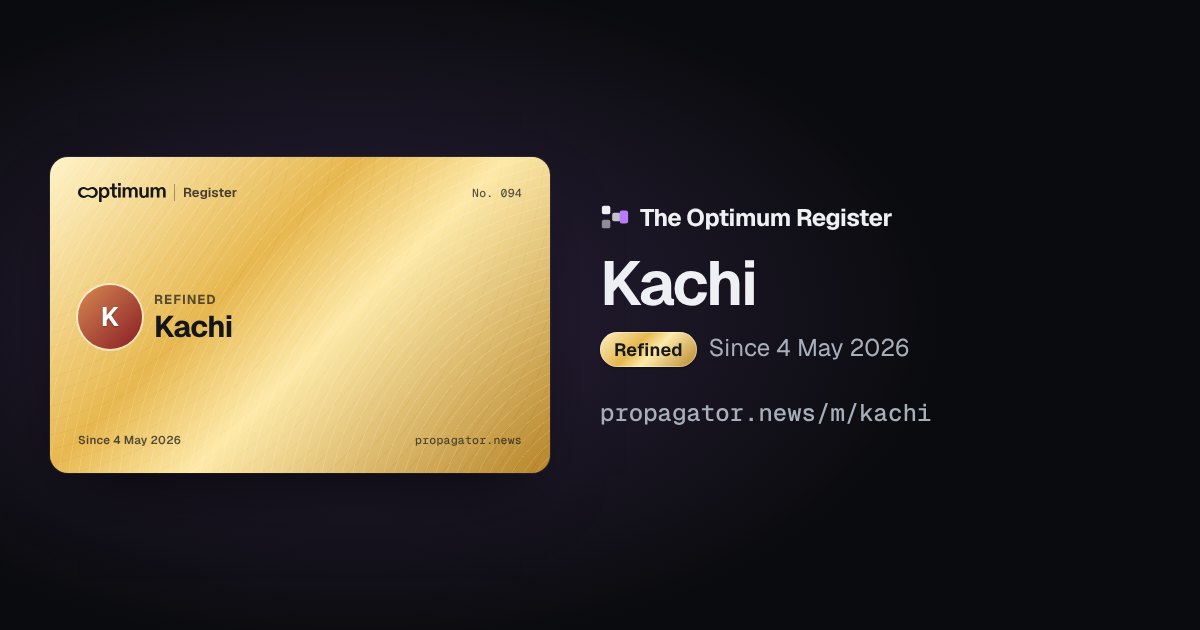 optimum | Register
No. 094
K
REFINED
Kachi
Since 4 May 2026
propagator.news
The Optimum Register
Kachi
Refined
Since 4 May 2026
propagator.news/m/kachi